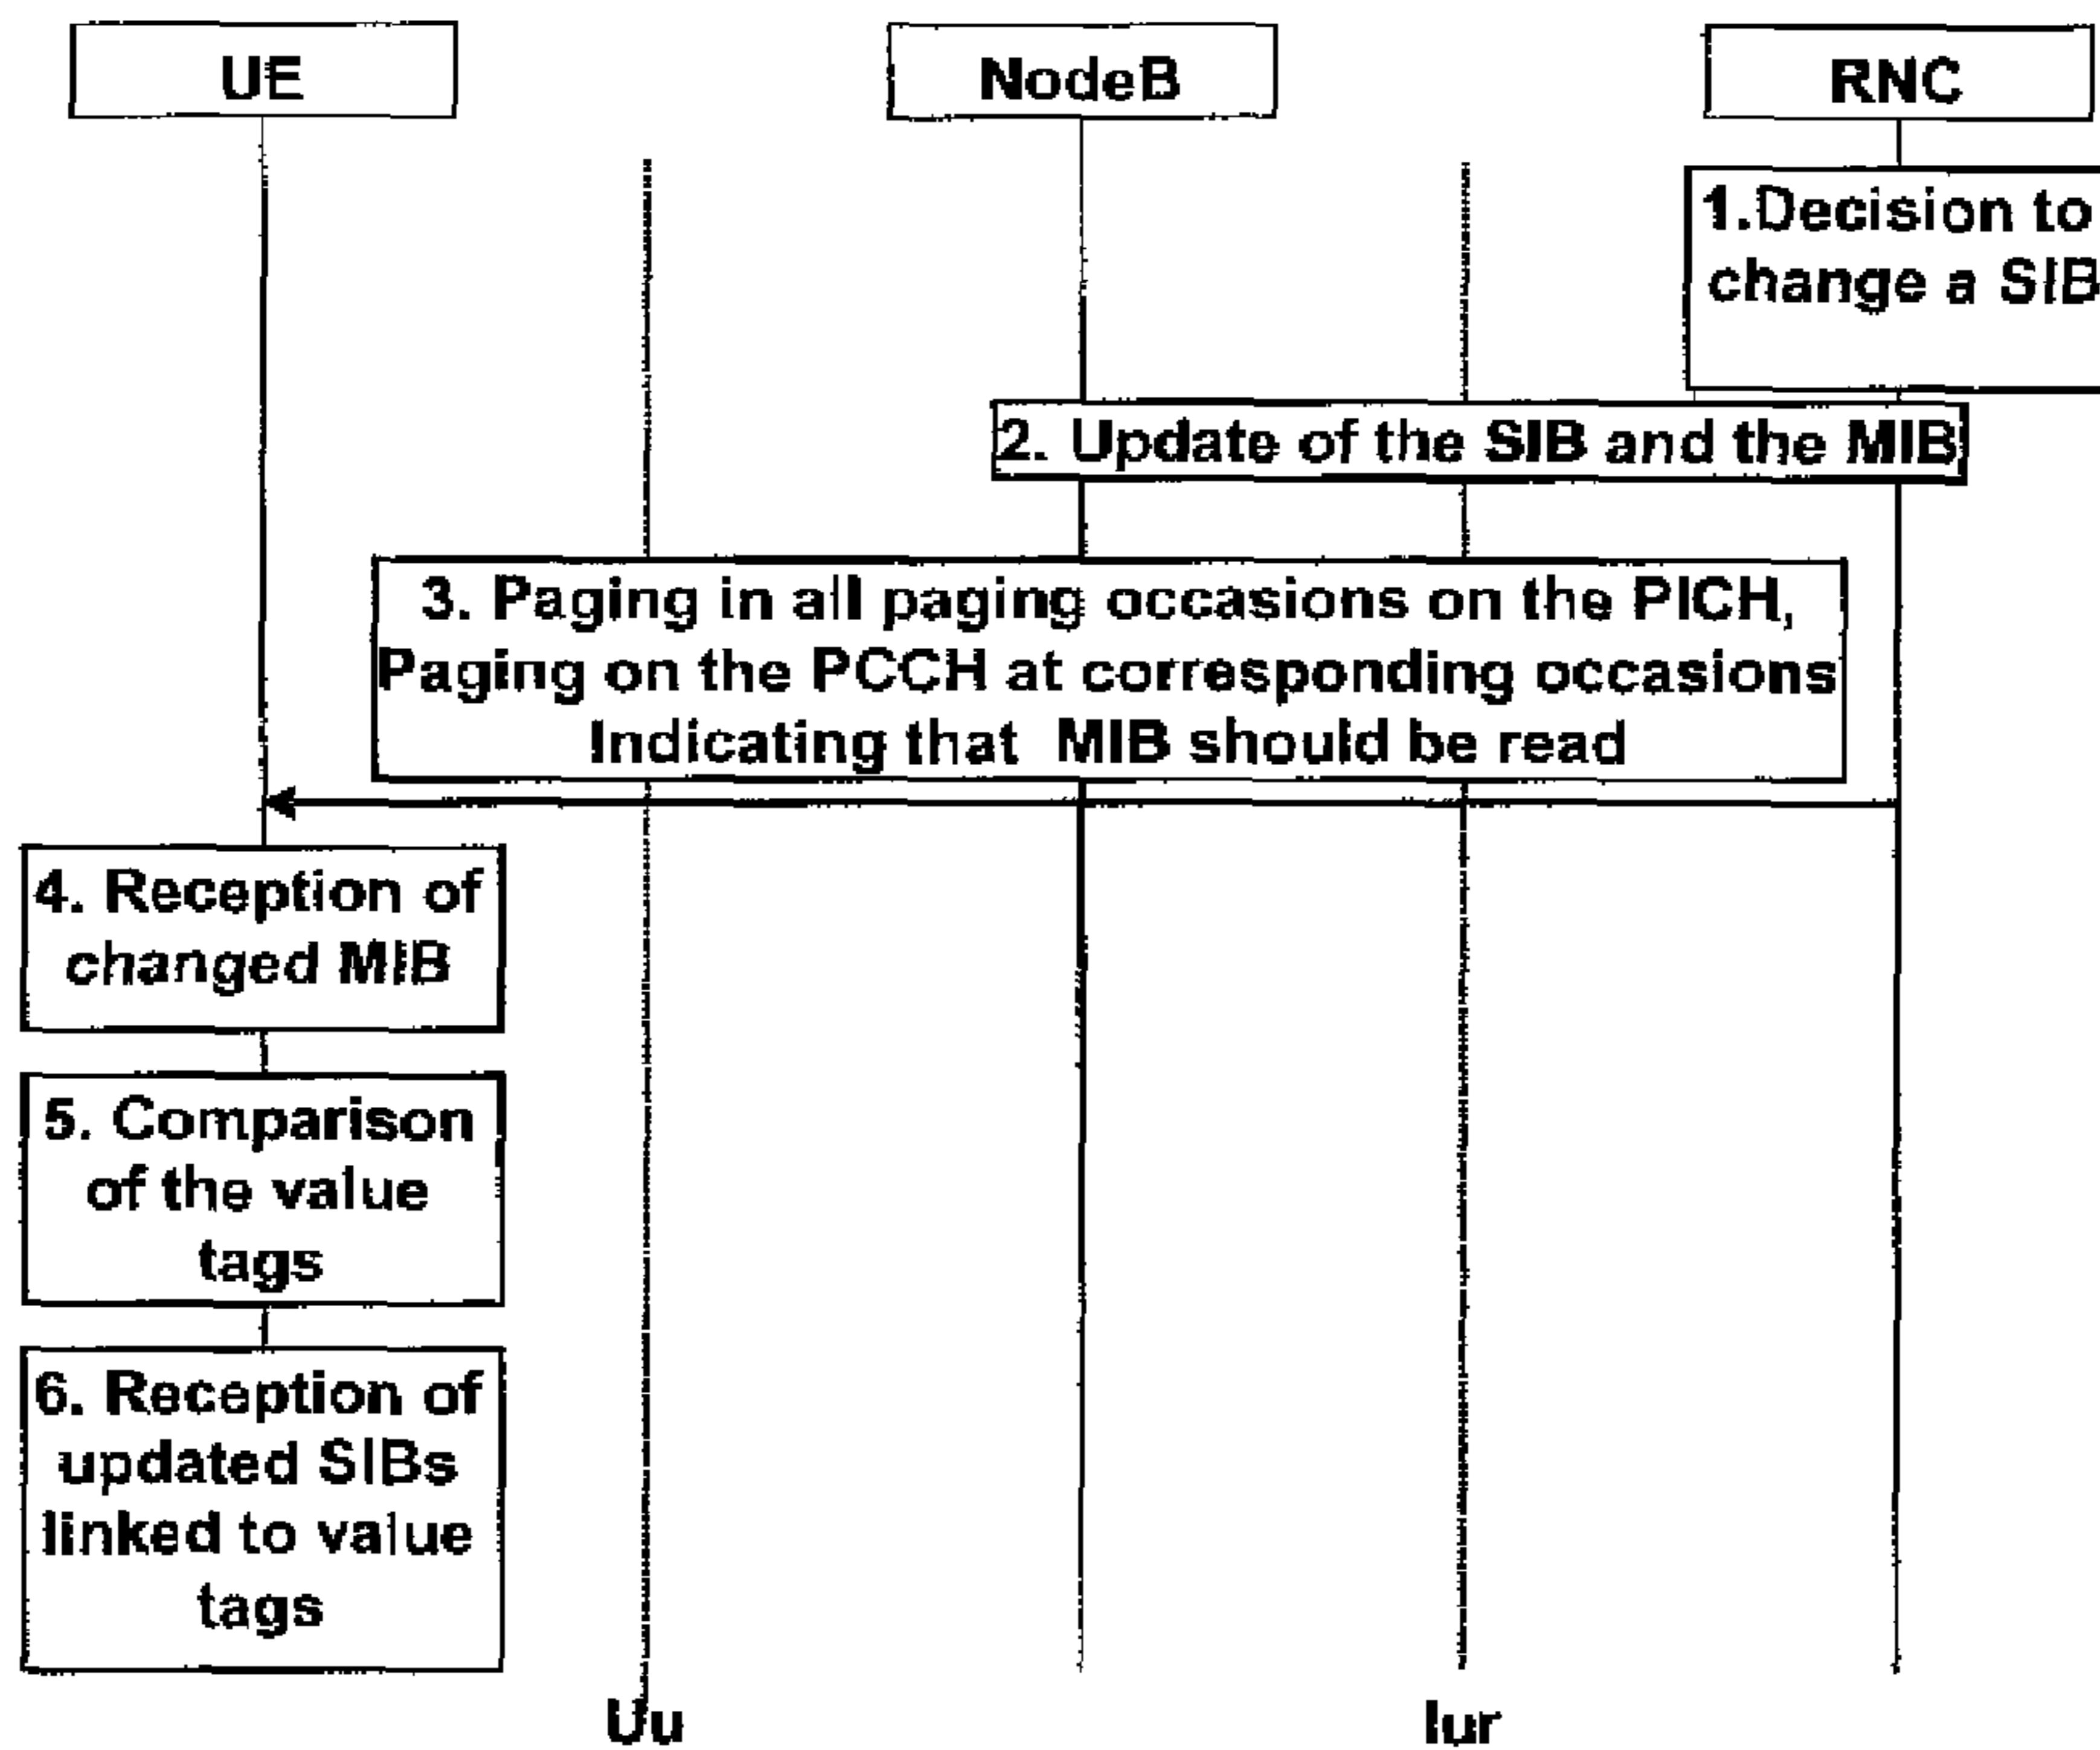 UE
NodeB
RNC
1.Decision to
change a SIB
2. Update of the SIB and the MIB
3. Paging in all paging occasions on the PICH,
Paging on the PCCH at corresponding occasions
Indicating that MIB should be read
4. Reception of
changed MIB
5. Comparison
of the value
tags
6. Reception of
updated SIBs
linked to value
tags
Uu
Iur